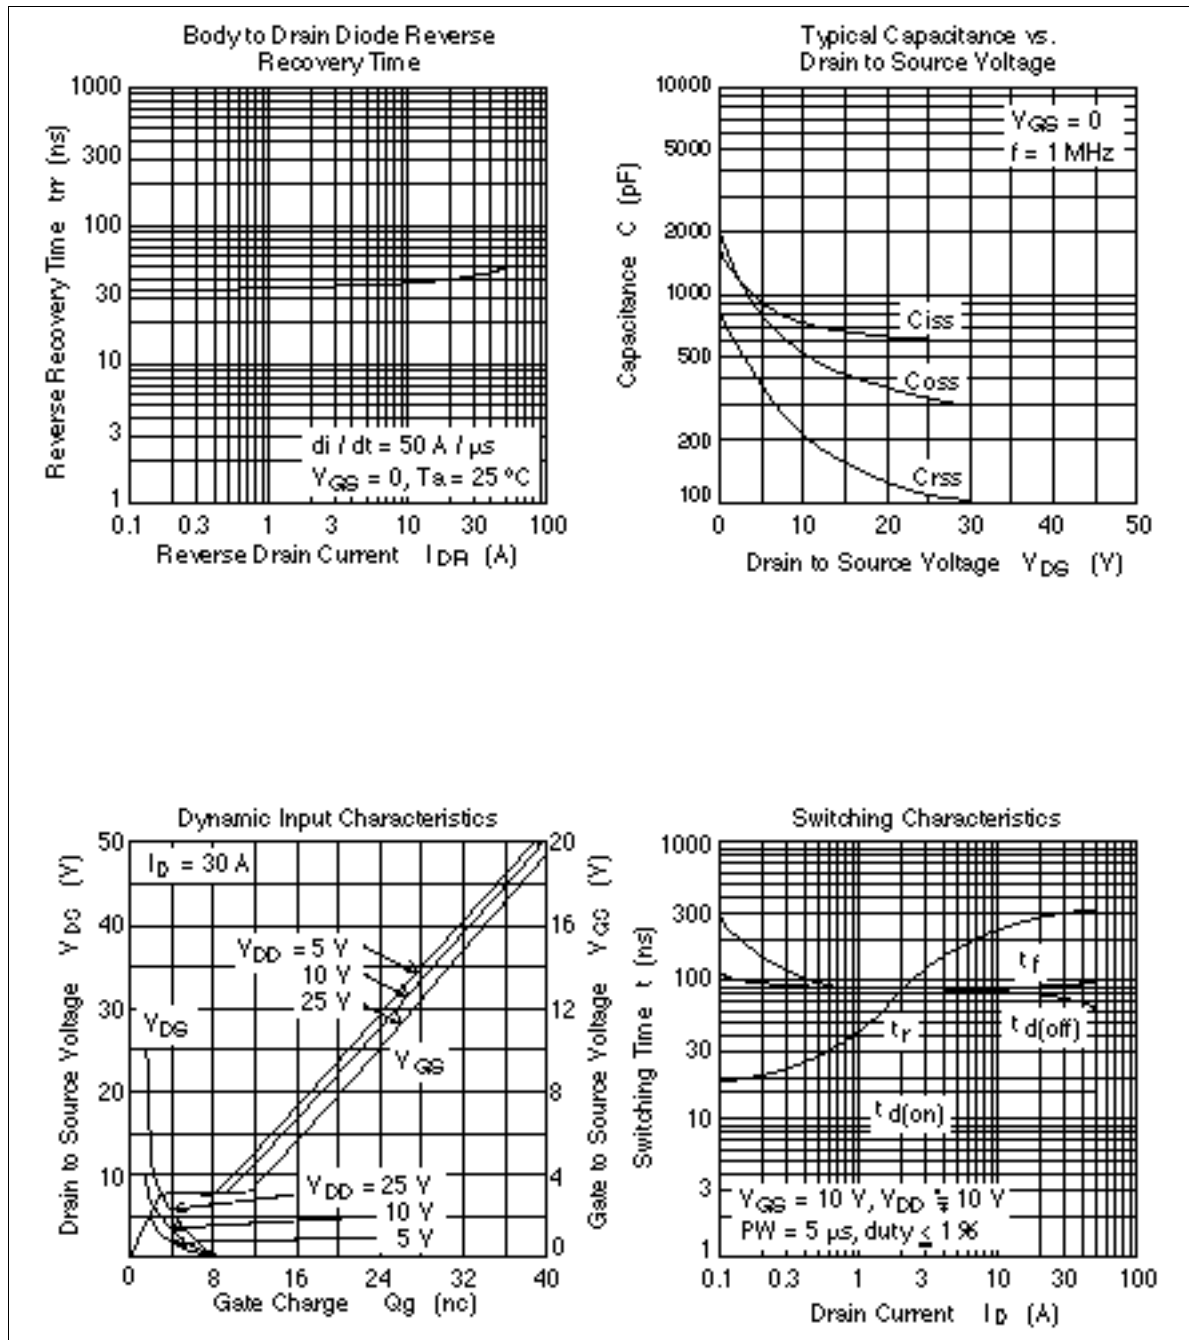 Body to Drain Diode Reverse
Recovery Time
1000
300
100
30
10
3
1
Reverse Recovery Time trr (ns)
di / dt = 50 A / µs
VGS = 0, Ta = 25 °C
0.1 0.3 1 3 10 30 100
Reverse Drain Current IDR (A)
Typical Capacitance vs.
Drain to Source Voltage
10000
5000
2000
1000
500
200
100
Capacitance C (pF)
VGS = 0
f = 1 MHz
Ciss
Coss
Crss
0 10 20 30 40 50
Drain to Source Voltage VDS (V)
Dynamic Input Characteristics
50
40
30
20
10
0
Drain to Source Voltage VDS (V)
ID = 30 A
VDD = 5 V
10 V
25 V
VDS
VGS
VDD = 25 V
10 V
5 V
20
16
12
8
4
0
Gate to Source Voltage VGS (V)
8 16 24 32 40
Gate Charge Qg (nc)
Switching Characteristics
1000
300
100
30
10
3
1
Switching Time t (ns)
tf
td(off)
tr
td(on)
VGS = 10 V, VDD = 10 V
PW = 5 µs, duty ≤ 1 %
0.1 0.3 1 3 10 30 100
Drain Current ID (A)